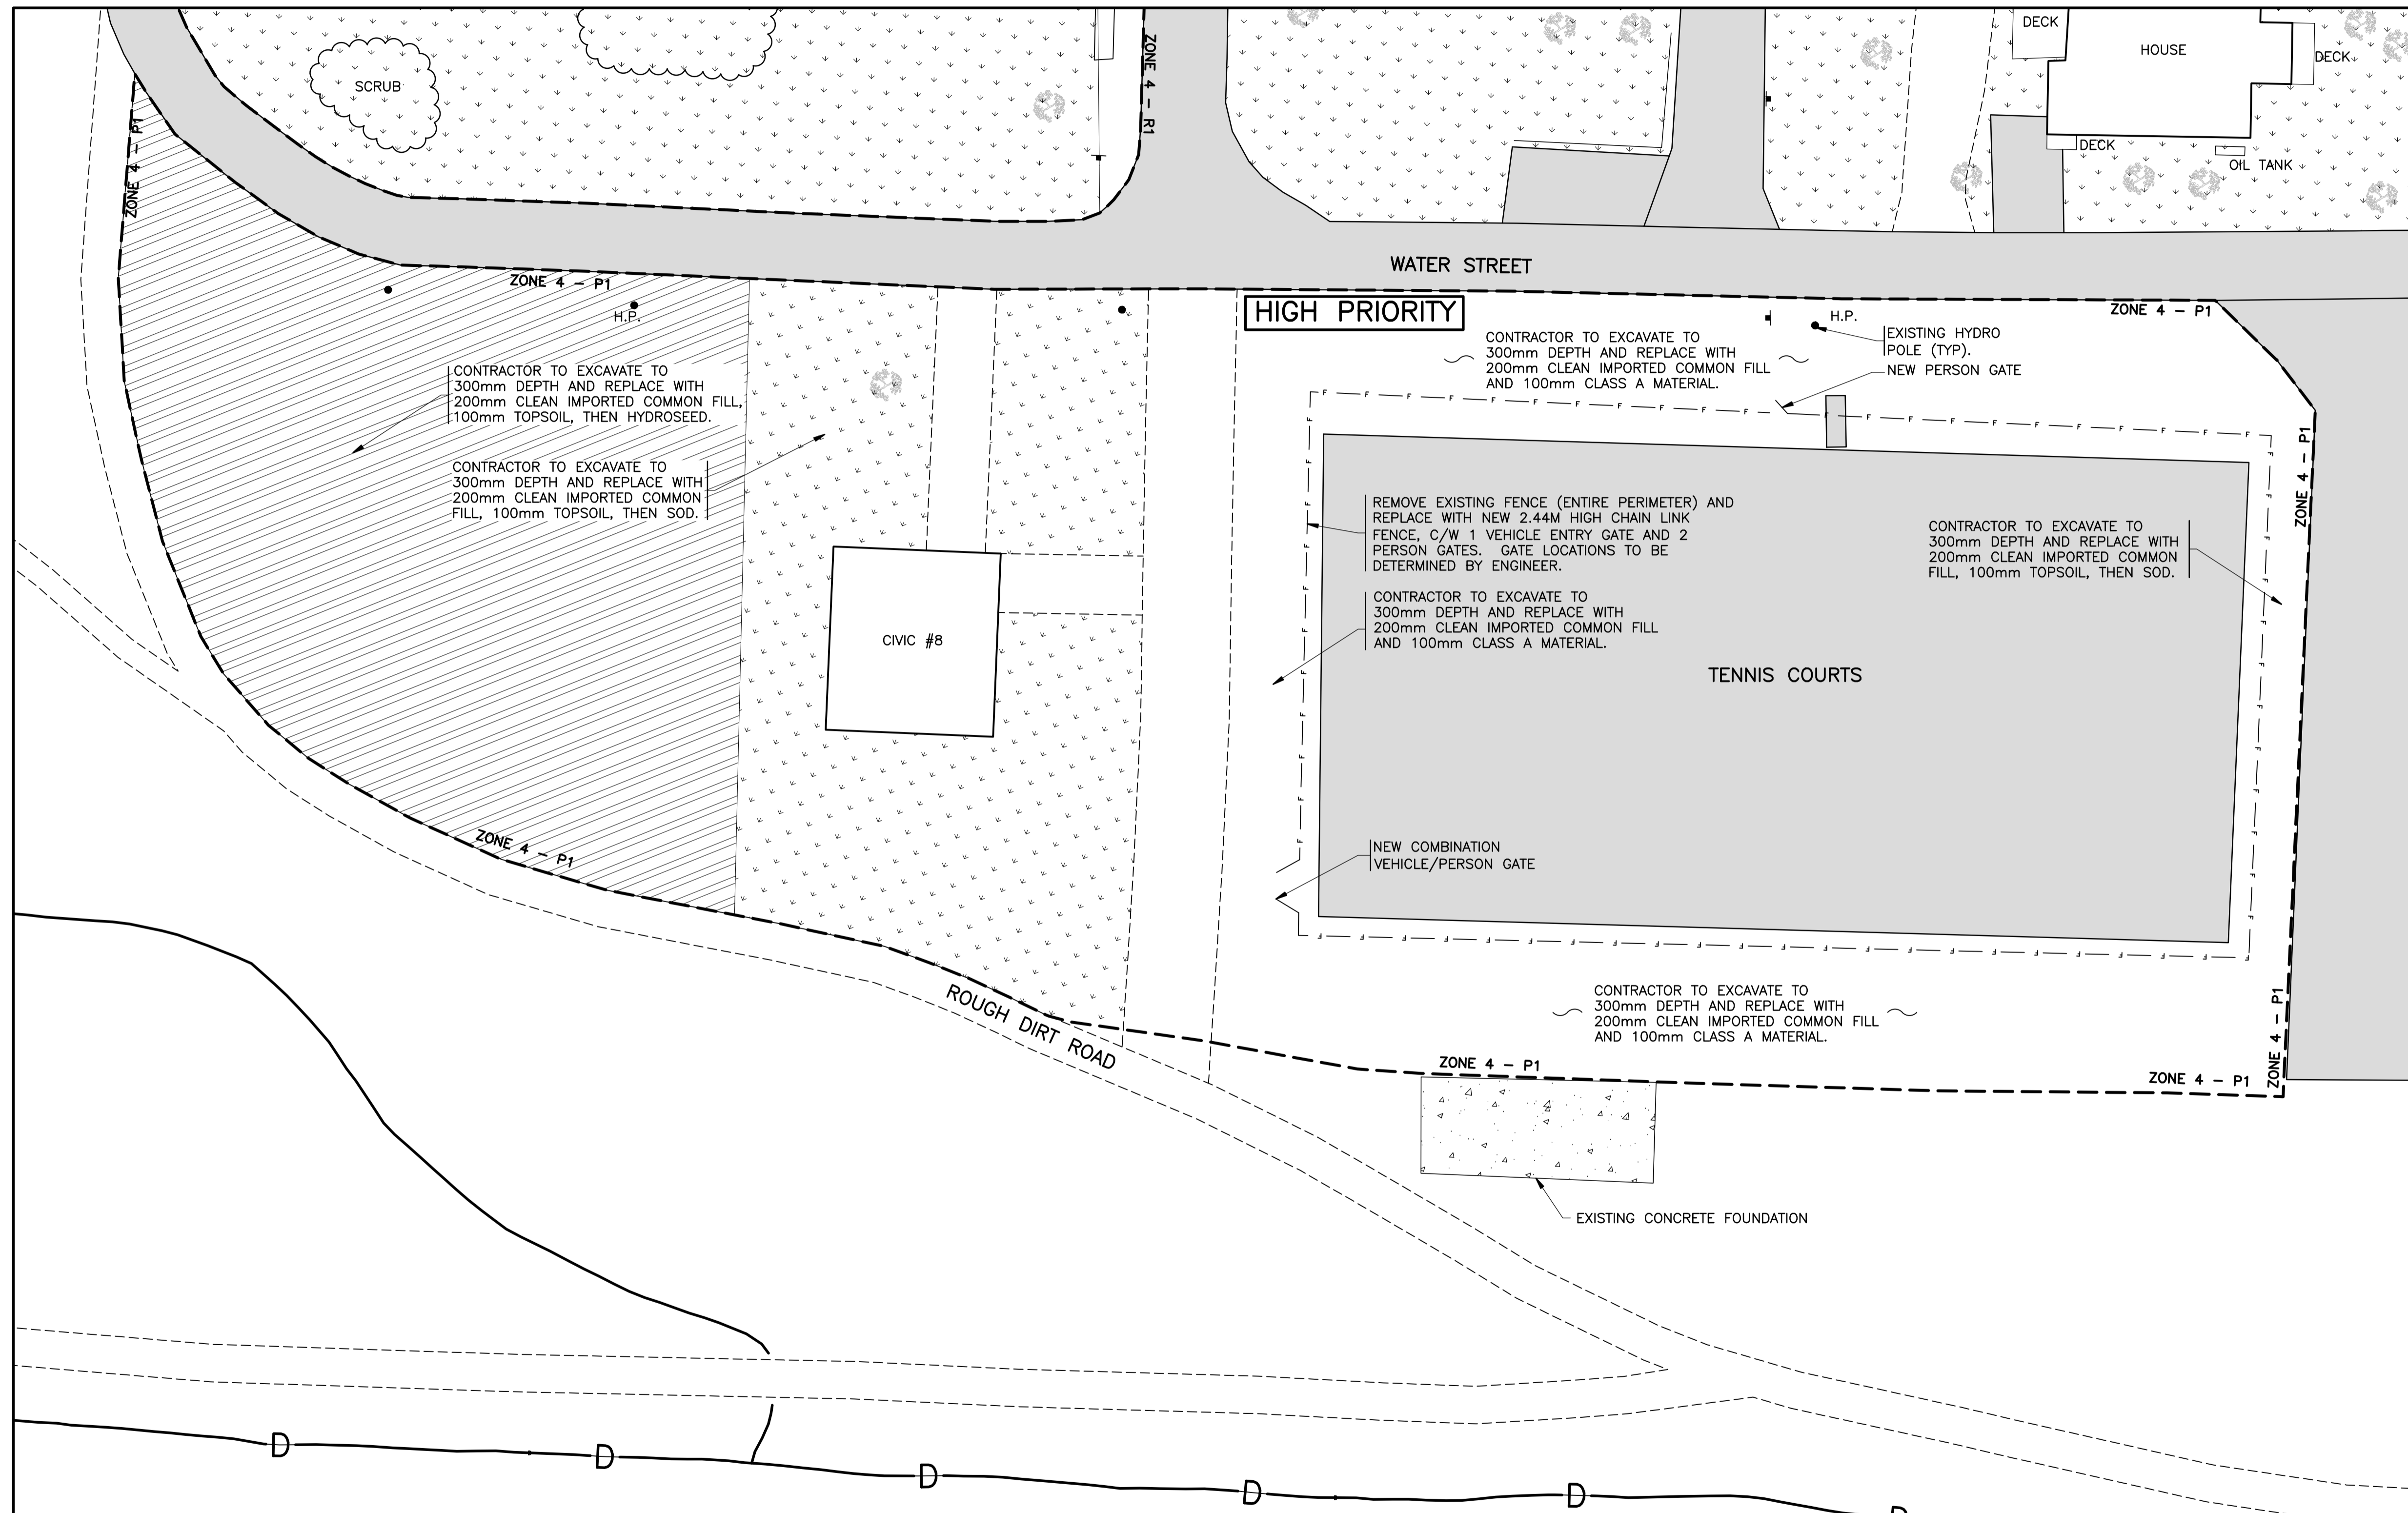 DECK
HOUSE
DECK
SCRUB
ZONE 4 - R1
ZONE 4 - P1
DECK
OIL TANK
WATER STREET
ZONE 4 - P1
H.P.
HIGH PRIORITY
H.P.
ZONE 4 - P1
EXISTING HYDRO
POLE (TYP).
NEW PERSON GATE
CONTRACTOR TO EXCAVATE TO
300mm DEPTH AND REPLACE WITH
200mm CLEAN IMPORTED COMMON FILL
AND 100mm CLASS A MATERIAL.
CONTRACTOR TO EXCAVATE TO
300mm DEPTH AND REPLACE WITH
200mm CLEAN IMPORTED COMMON FILL,
100mm TOPSOIL, THEN HYDROSEED.
CONTRACTOR TO EXCAVATE TO
300mm DEPTH AND REPLACE WITH
200mm CLEAN IMPORTED COMMON
FILL, 100mm TOPSOIL, THEN SOD.
ZONE 4 - P1
REMOVE EXISTING FENCE (ENTIRE PERIMETER) AND
REPLACE WITH NEW 2.44M HIGH CHAIN LINK
FENCE, C/W 1 VEHICLE ENTRY GATE AND 2
PERSON GATES. GATE LOCATIONS TO BE
DETERMINED BY ENGINEER.
CONTRACTOR TO EXCAVATE TO
300mm DEPTH AND REPLACE WITH
200mm CLEAN IMPORTED COMMON
FILL, 100mm TOPSOIL, THEN SOD.
CONTRACTOR TO EXCAVATE TO
300mm DEPTH AND REPLACE WITH
200mm CLEAN IMPORTED COMMON FILL
AND 100mm CLASS A MATERIAL.
CIVIC #8
TENNIS COURTS
NEW COMBINATION
VEHICLE/PERSON GATE
ZONE 4 - P1
ROUGH DIRT ROAD
CONTRACTOR TO EXCAVATE TO
300mm DEPTH AND REPLACE WITH
200mm CLEAN IMPORTED COMMON FILL
AND 100mm CLASS A MATERIAL.
ZONE 4 - P1
ZONE 4 - P1
ZONE 4 - P1
EXISTING CONCRETE FOUNDATION
D
D
D
D
D